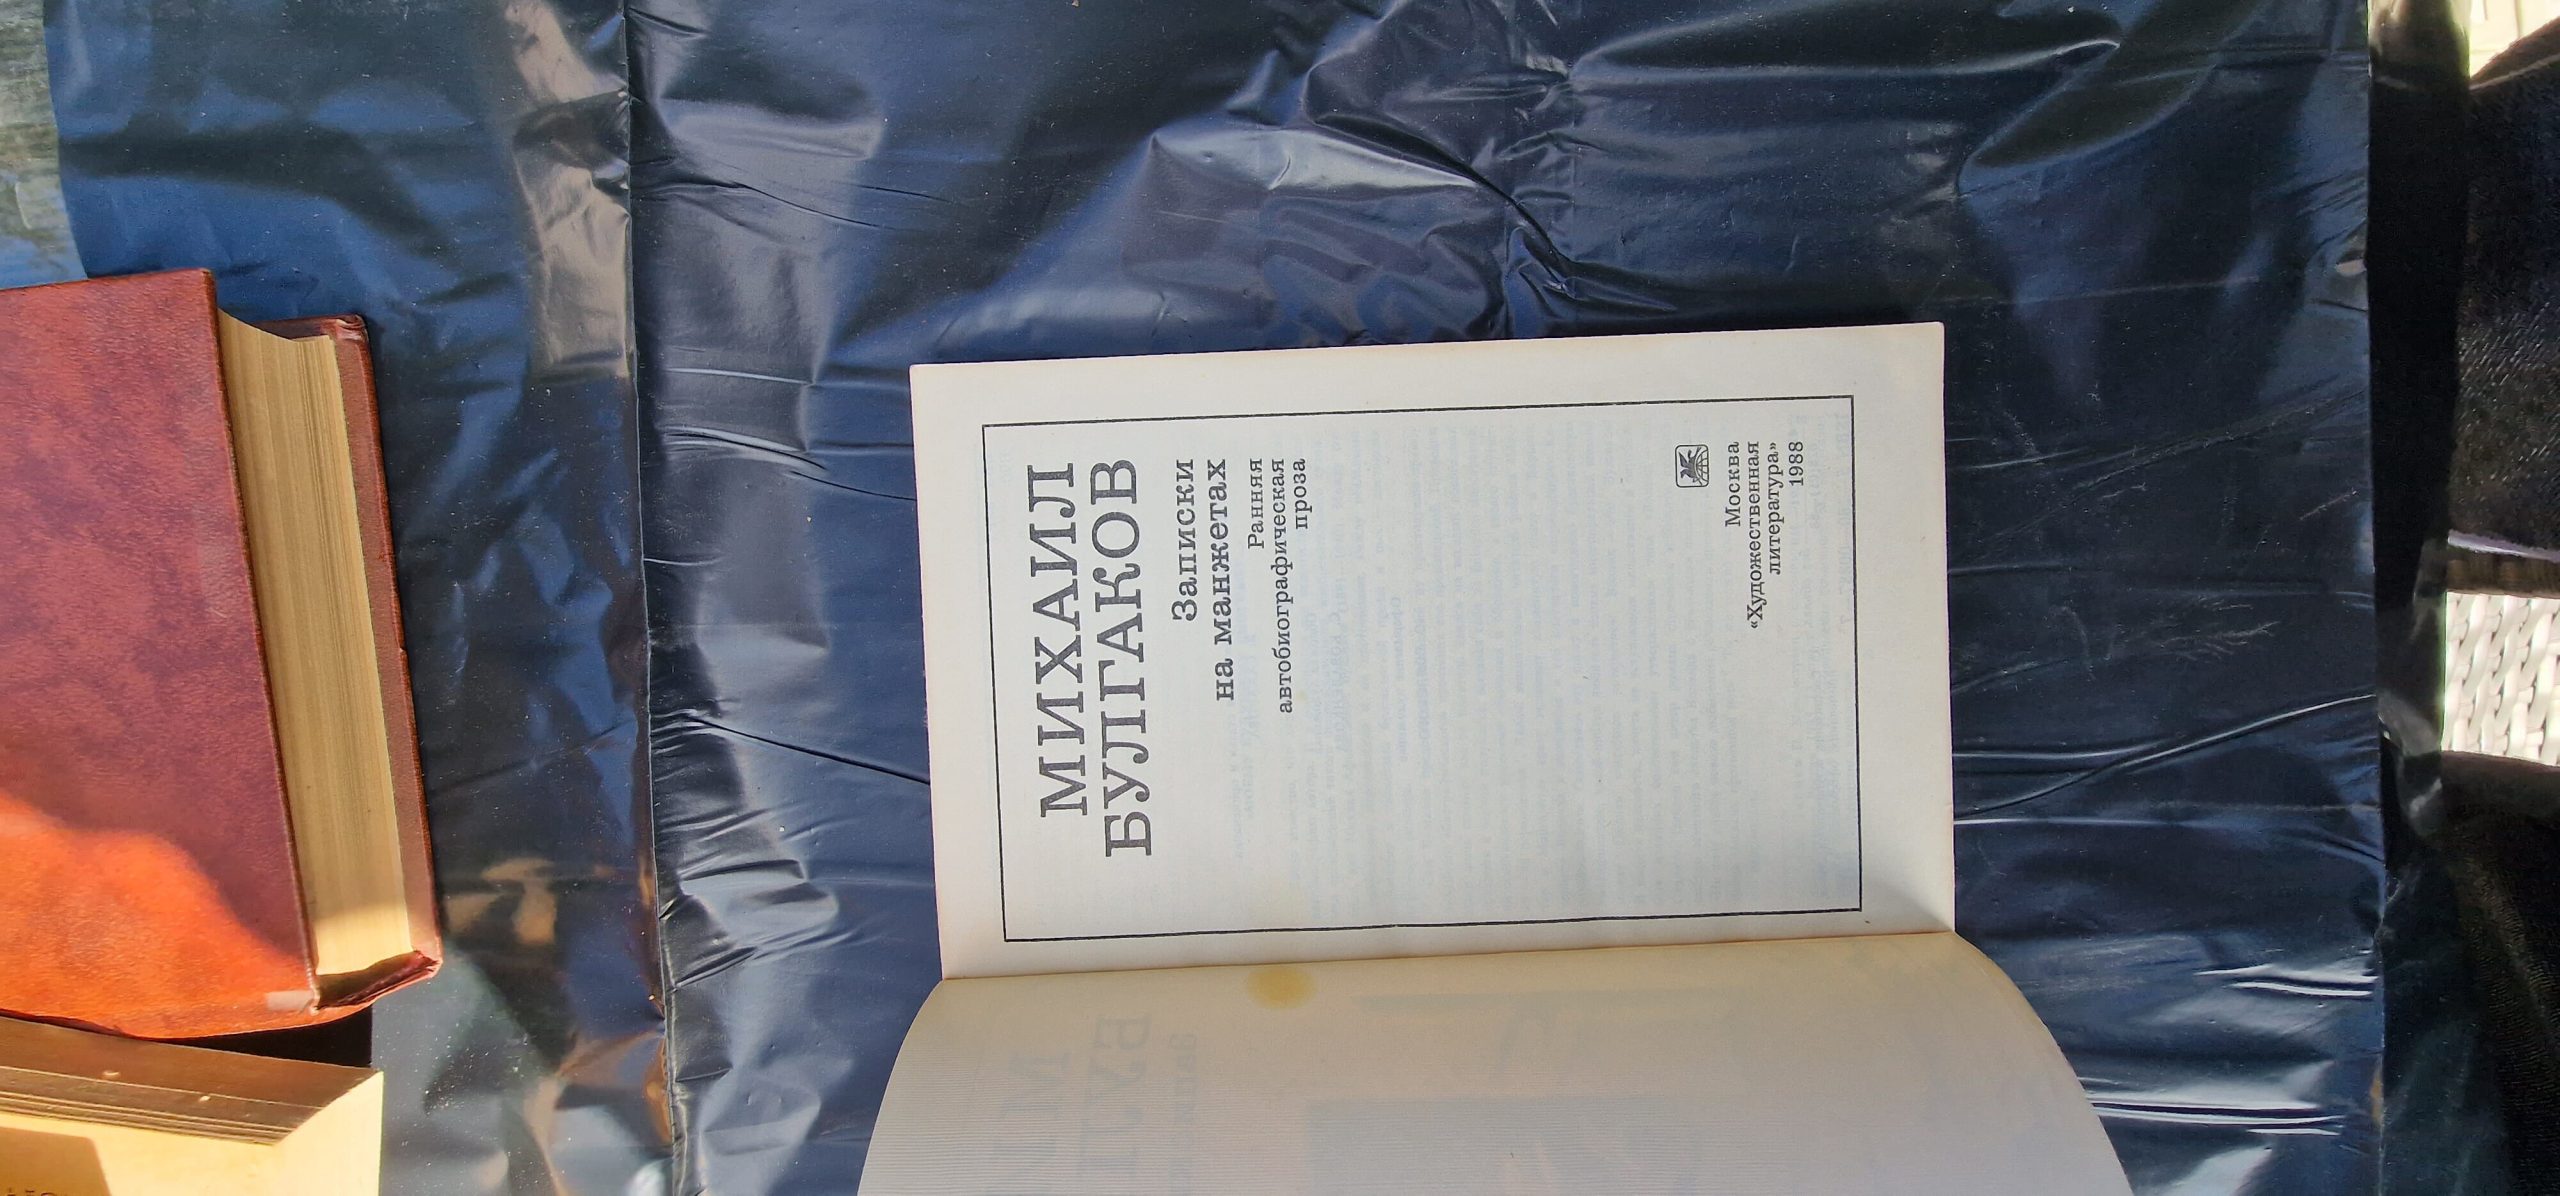 МИХАИЛ
БУЛГАКОВ
Записки
на манжетах
Ранняя
автобиографическая
проза
Москва
«Художественная
литература»
1988